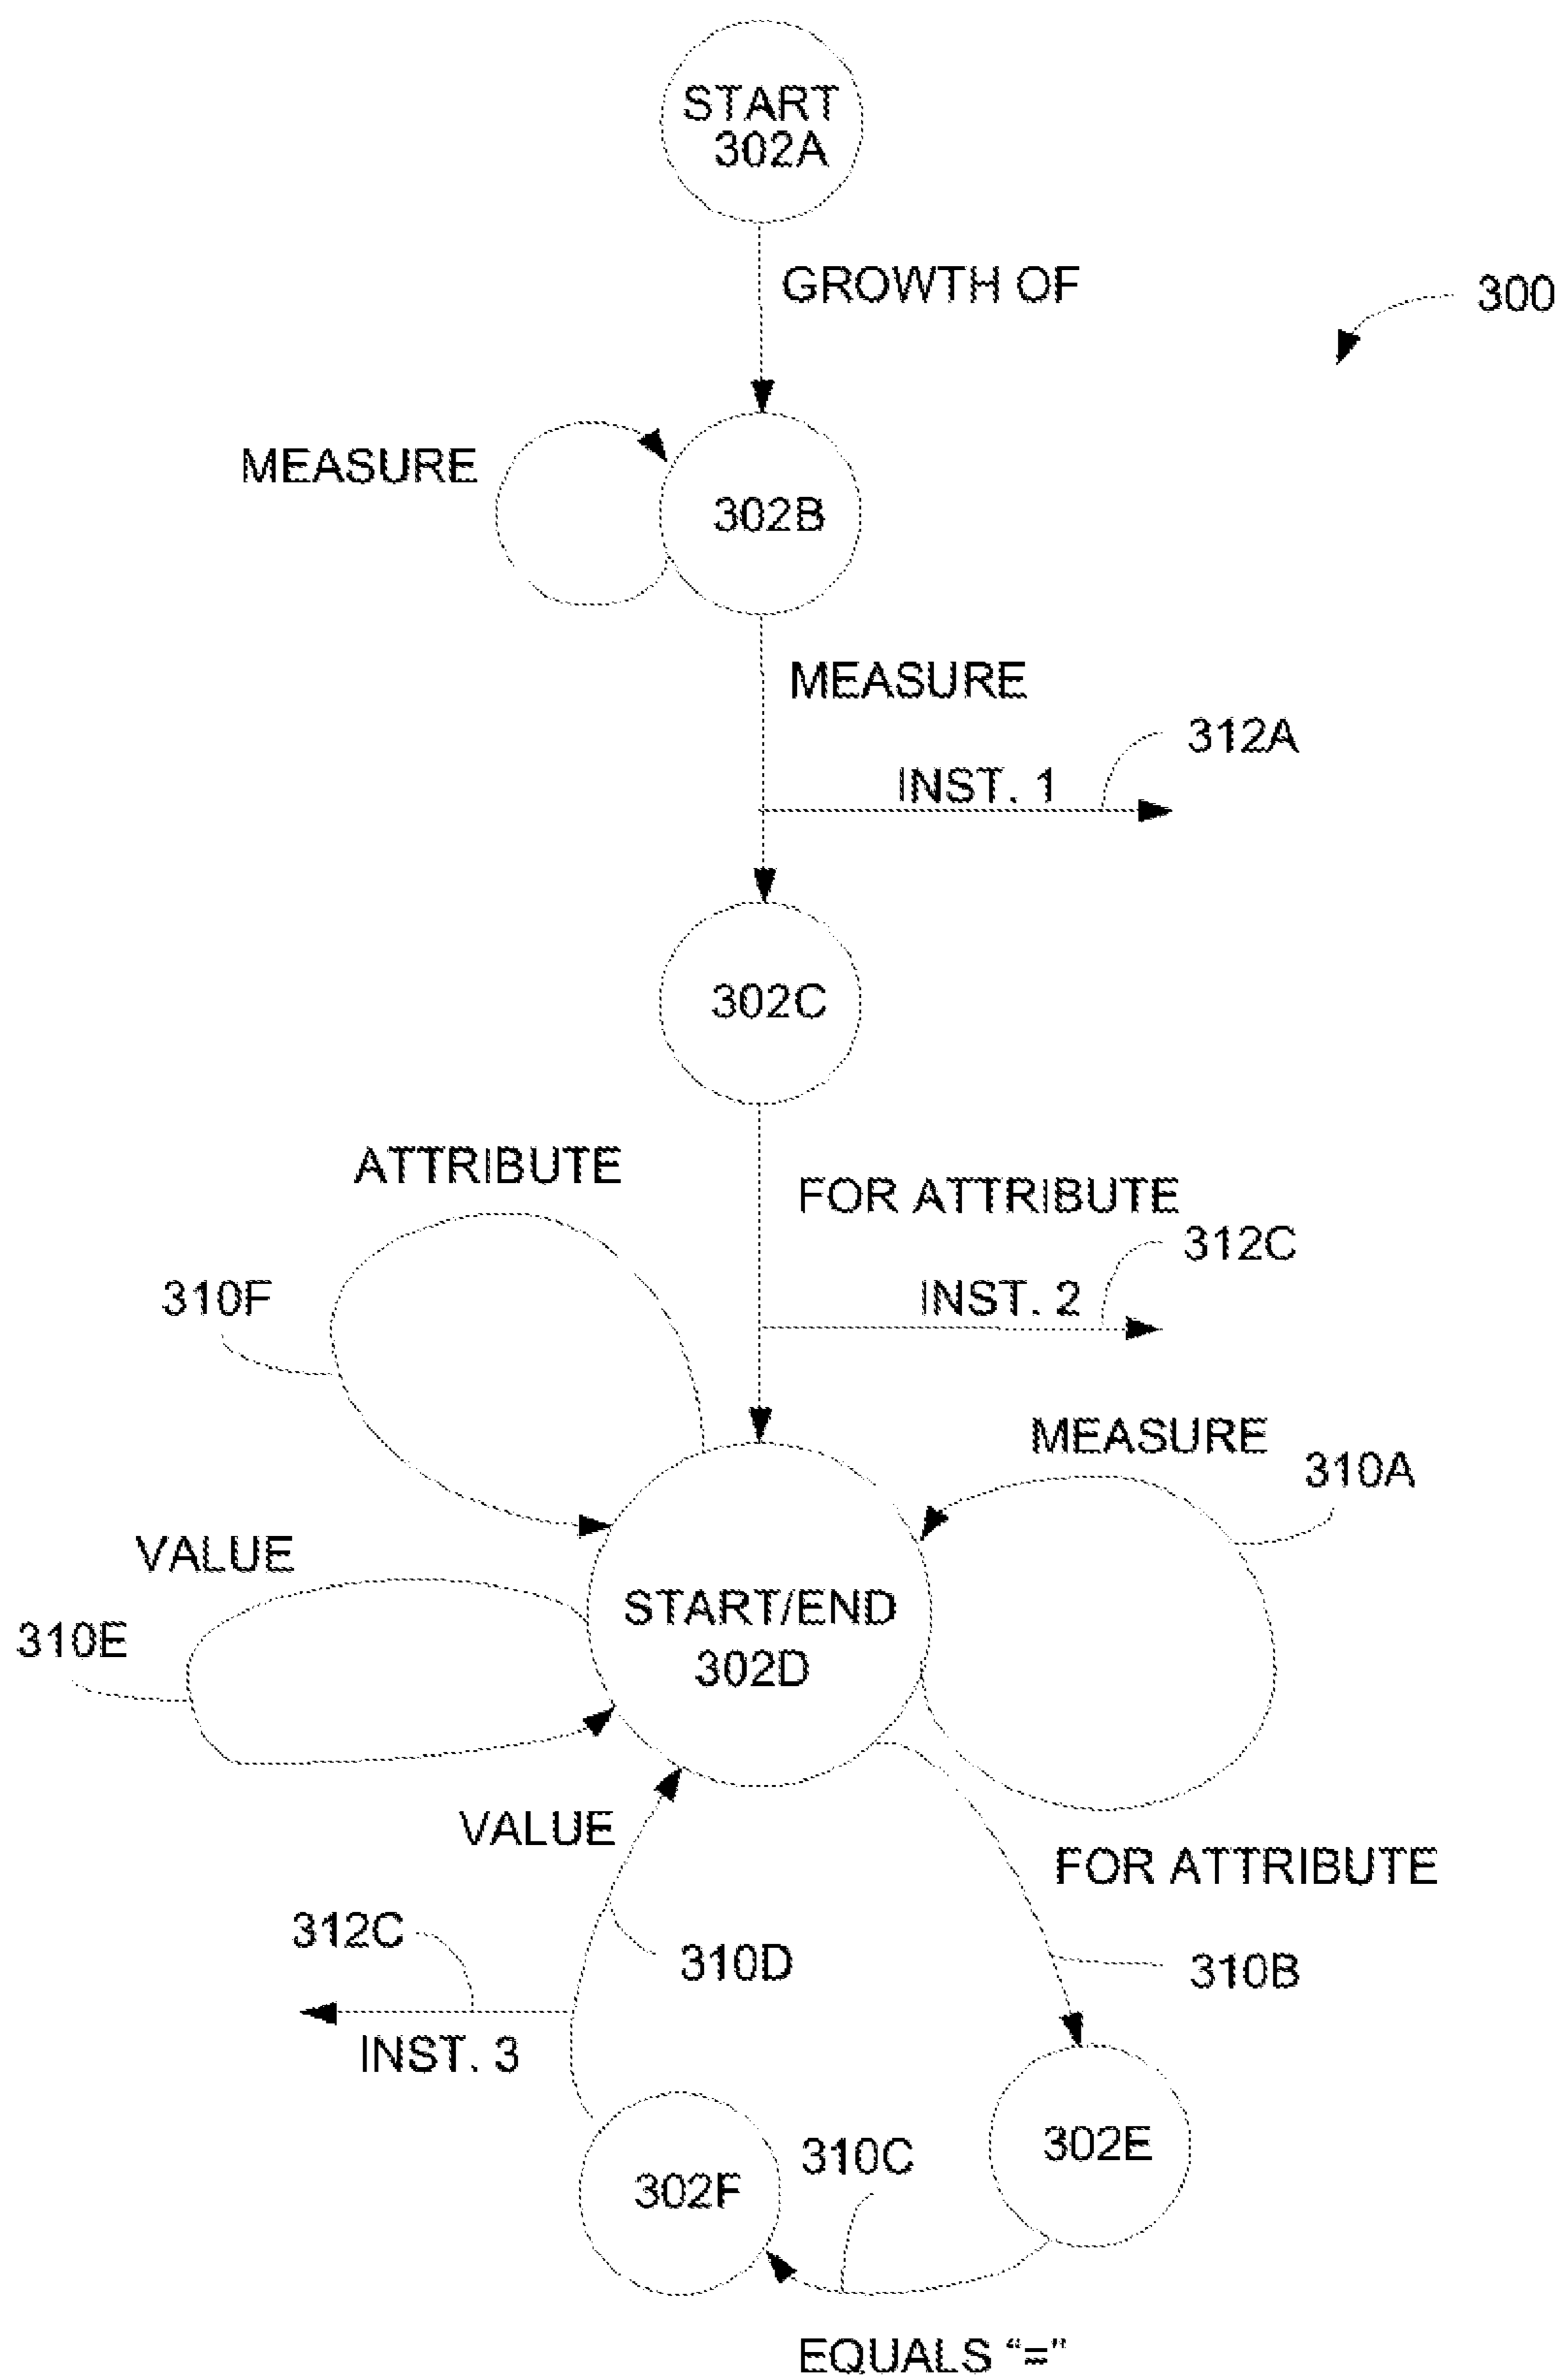 START
302A
GROWTH OF
300
MEASURE
302B
MEASURE
312A
INST. 1
302C
ATTRIBUTE
FOR ATTRIBUTE
312C
310F
INST. 2
MEASURE
310A
VALUE
START/END
302D
310E
VALUE
FOR ATTRIBUTE
312C
310D
310B
INST. 3
302E
310C
302F
EQUALS “=”